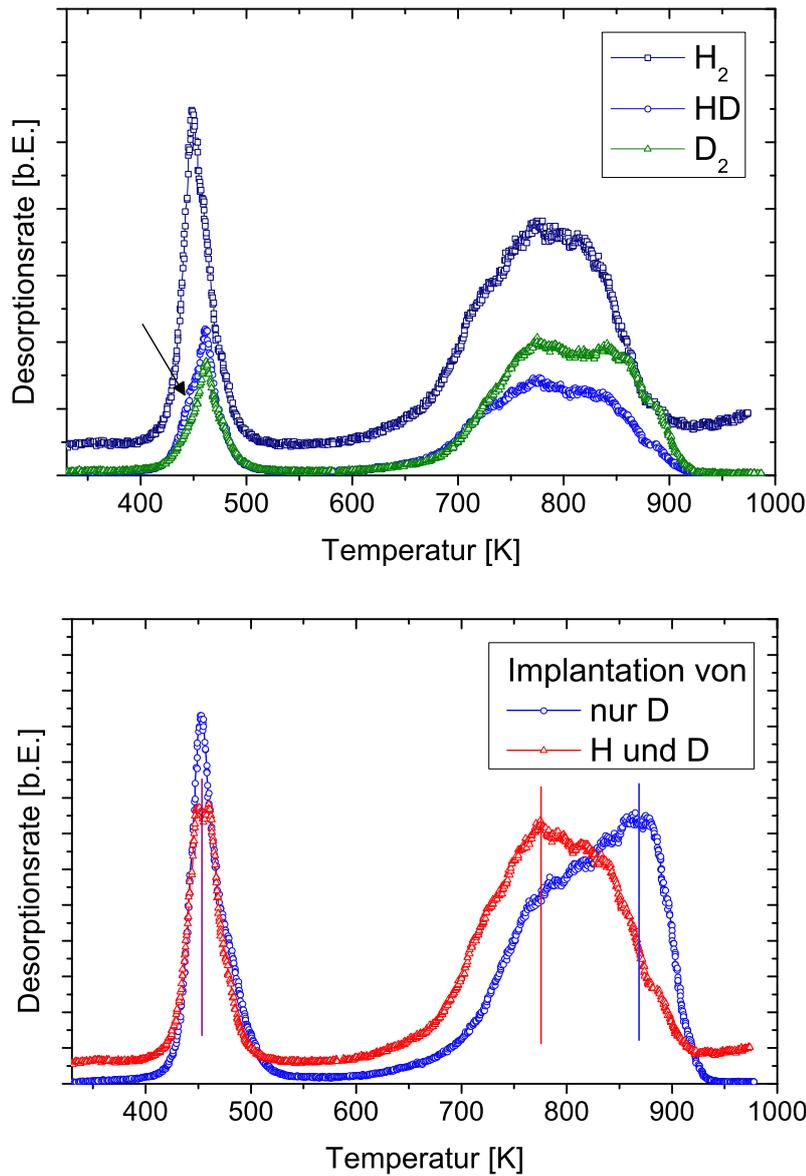 H2
HD
D2
Desorptionsrate [b.E.]
400 500 600 700 800 900 1000
Temperatur [K]
Implantation von
nur D
H und D
Desorptionsrate [b.E.]
400 500 600 700 800 900 1000
Temperatur [K]